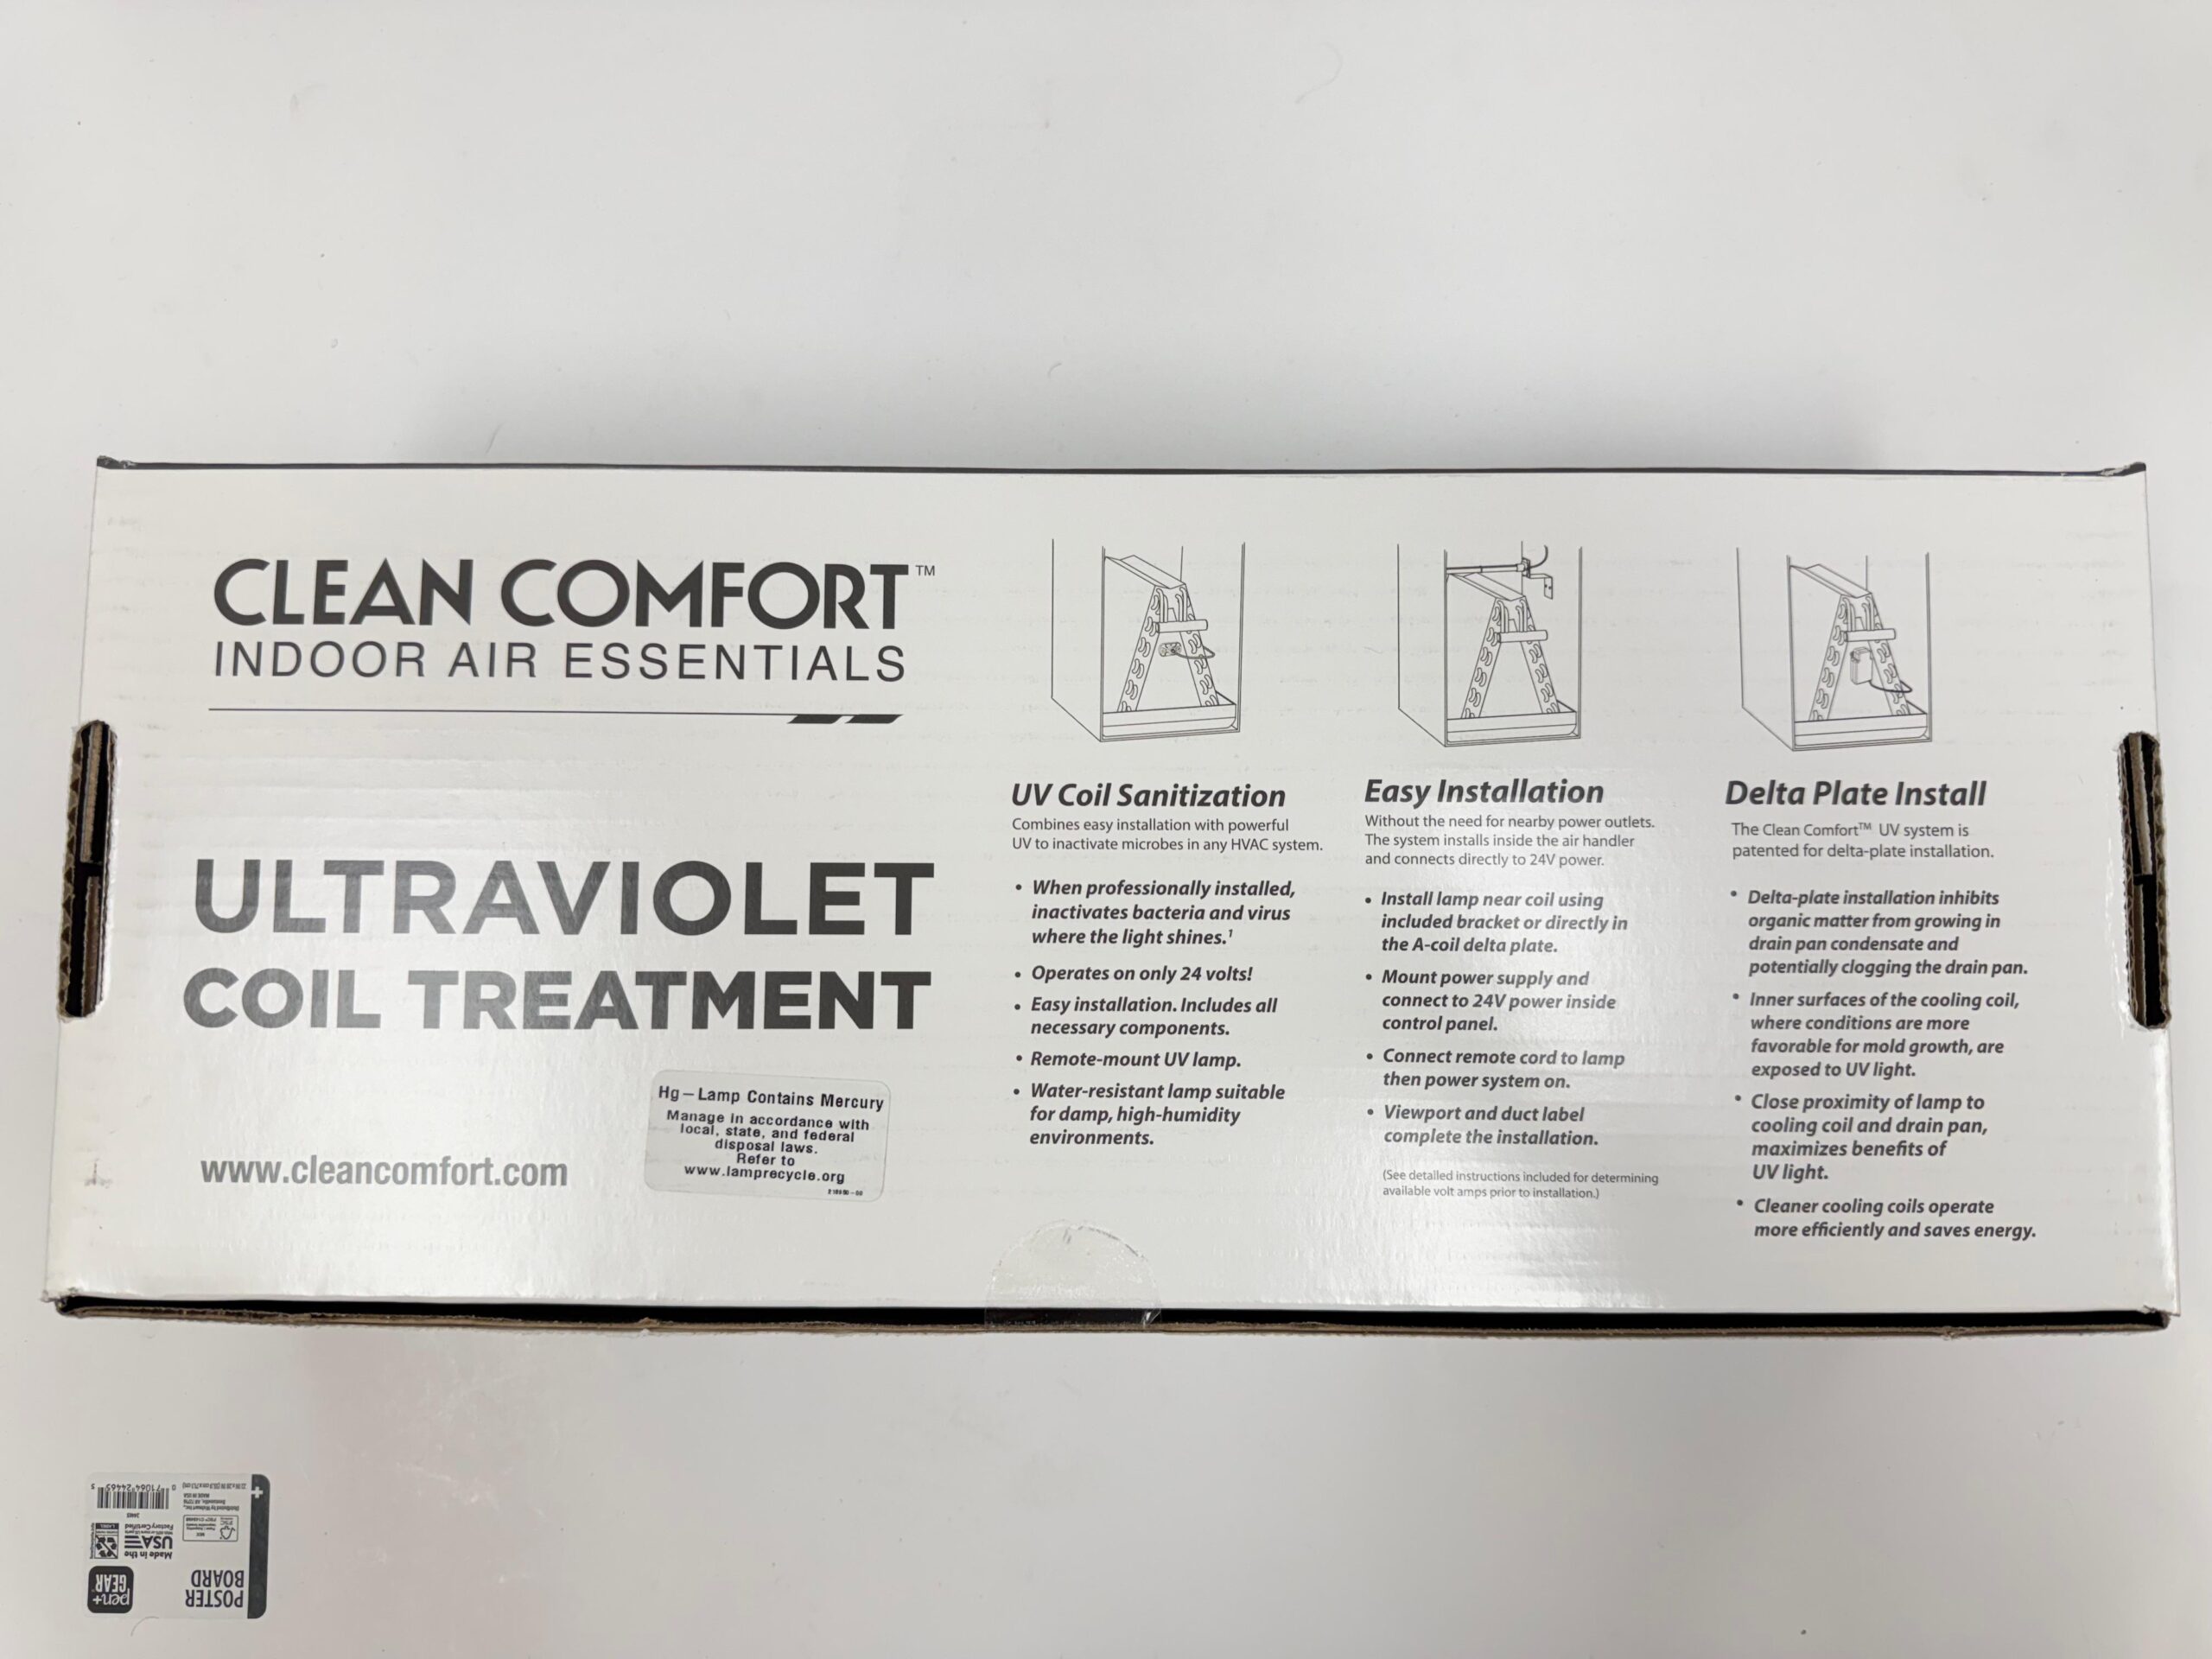 CLEAN COMFORT™
INDOOR AIR ESSENTIALS
ULTRAVIOLET
COIL TREATMENT
www.cleancomfort.com
Hg-Lamp Contains Mercury
Manage in accordance with
local, state, and federal
disposal laws.
Refer to
www.lamprecycle.org
UV Coil Sanitization
Combines easy installation with powerful
UV to inactivate microbes in any HVAC system.
• When professionally installed,
inactivates bacteria and virus
where the light shines.¹
• Operates on only 24 volts!
• Easy installation. Includes all
necessary components.
• Remote-mount UV lamp.
• Water-resistant lamp suitable
for damp, high-humidity
environments.
Easy Installation
Without the need for nearby power outlets.
The system installs inside the air handler
and connects directly to 24V power.
• Install lamp near coil using
included bracket or directly in
the A-coil delta plate.
• Mount power supply and
connect to 24V power inside
control panel.
• Connect remote cord to lamp
then power system on.
• Viewport and duct label
complete the installation.
(See detailed instructions included for determining
available volt amps prior to installation.)
Delta Plate Install
The Clean Comfort™ UV system is
patented for delta-plate installation.
• Delta-plate installation inhibits
organic matter from growing in
drain pan condensate and
potentially clogging the drain pan.
• Inner surfaces of the cooling coil,
where conditions are more
favorable for mold growth, are
exposed to UV light.
• Close proximity of lamp to
cooling coil and drain pan,
maximizes benefits of
UV light.
• Cleaner cooling coils operate
more efficiently and saves energy.
POSTER
BOARD
pen+
GEAR
Made in the
USA
Factory Certified
0 71064 24465 5